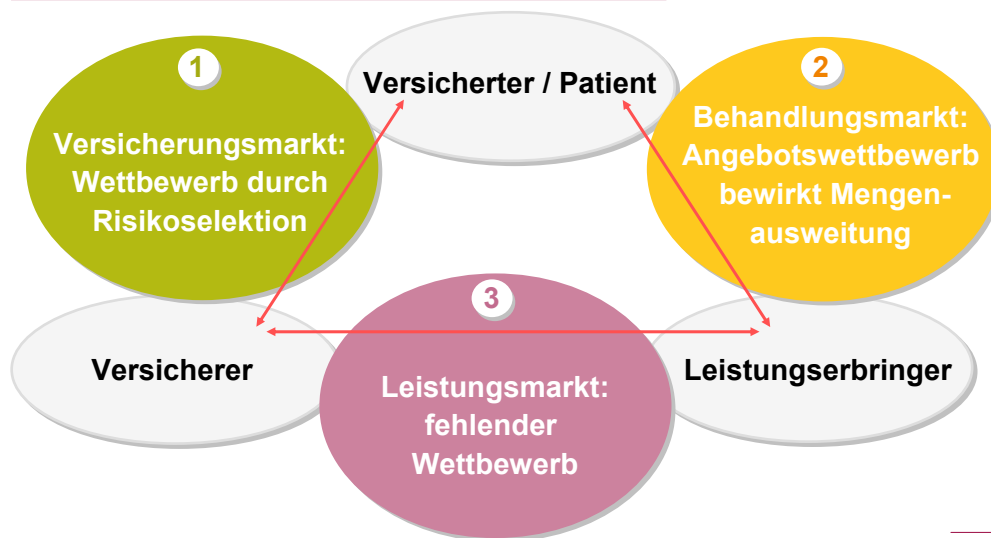 1
Versicherungsmarkt:
Wettbewerb durch
Risikoselektion
Versicherter / Patient
2
Behandlungsmarkt:
Angebotswettbewerb
bewirkt Mengen-
ausweitung
Versicherer
3
Leistungsmarkt:
fehlender
Wettbewerb
Leistungserbringer